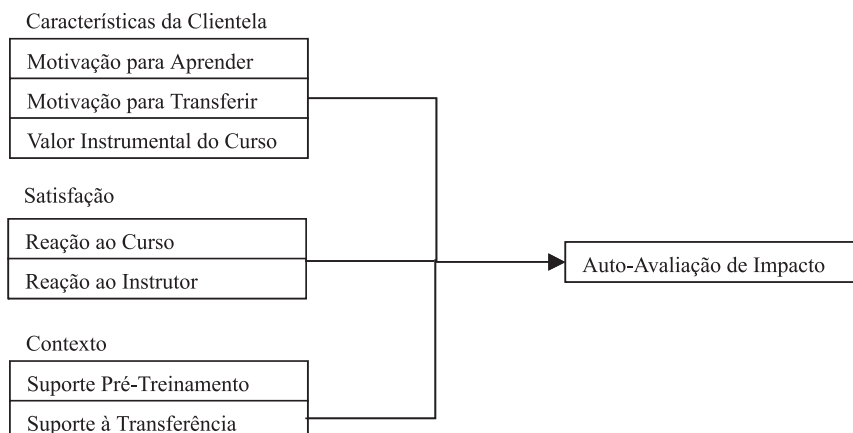 Características da Clientela
Motivação para Aprender
Motivação para Transferir
Valor Instrumental do Curso
Satisfação
Reação ao Curso
Reação ao Instrutor
Auto-Avaliação de Impacto
Contexto
Suporte Pré-Treinamento
Suporte à Transferência